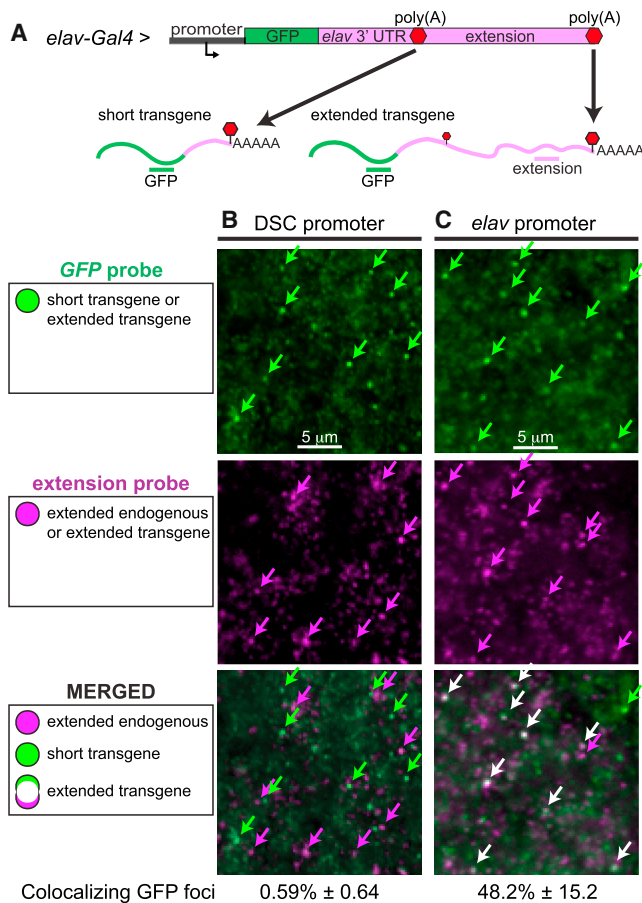 A
elav-Gal4 >
promoter
GFP
elav 3' UTR
poly(A)
extension
poly(A)
short transgene
AAAAA
GFP
extended transgene
GFP
extension
AAAAA
B DSC promoter
C elav promoter
GFP probe
short transgene or
extended transgene
5 μm
5 μm
extension probe
extended endogenous
or extended transgene
MERGED
extended endogenous
short transgene
extended transgene
Colocalizing GFP foci 0.59% ± 0.64 48.2% ± 15.2